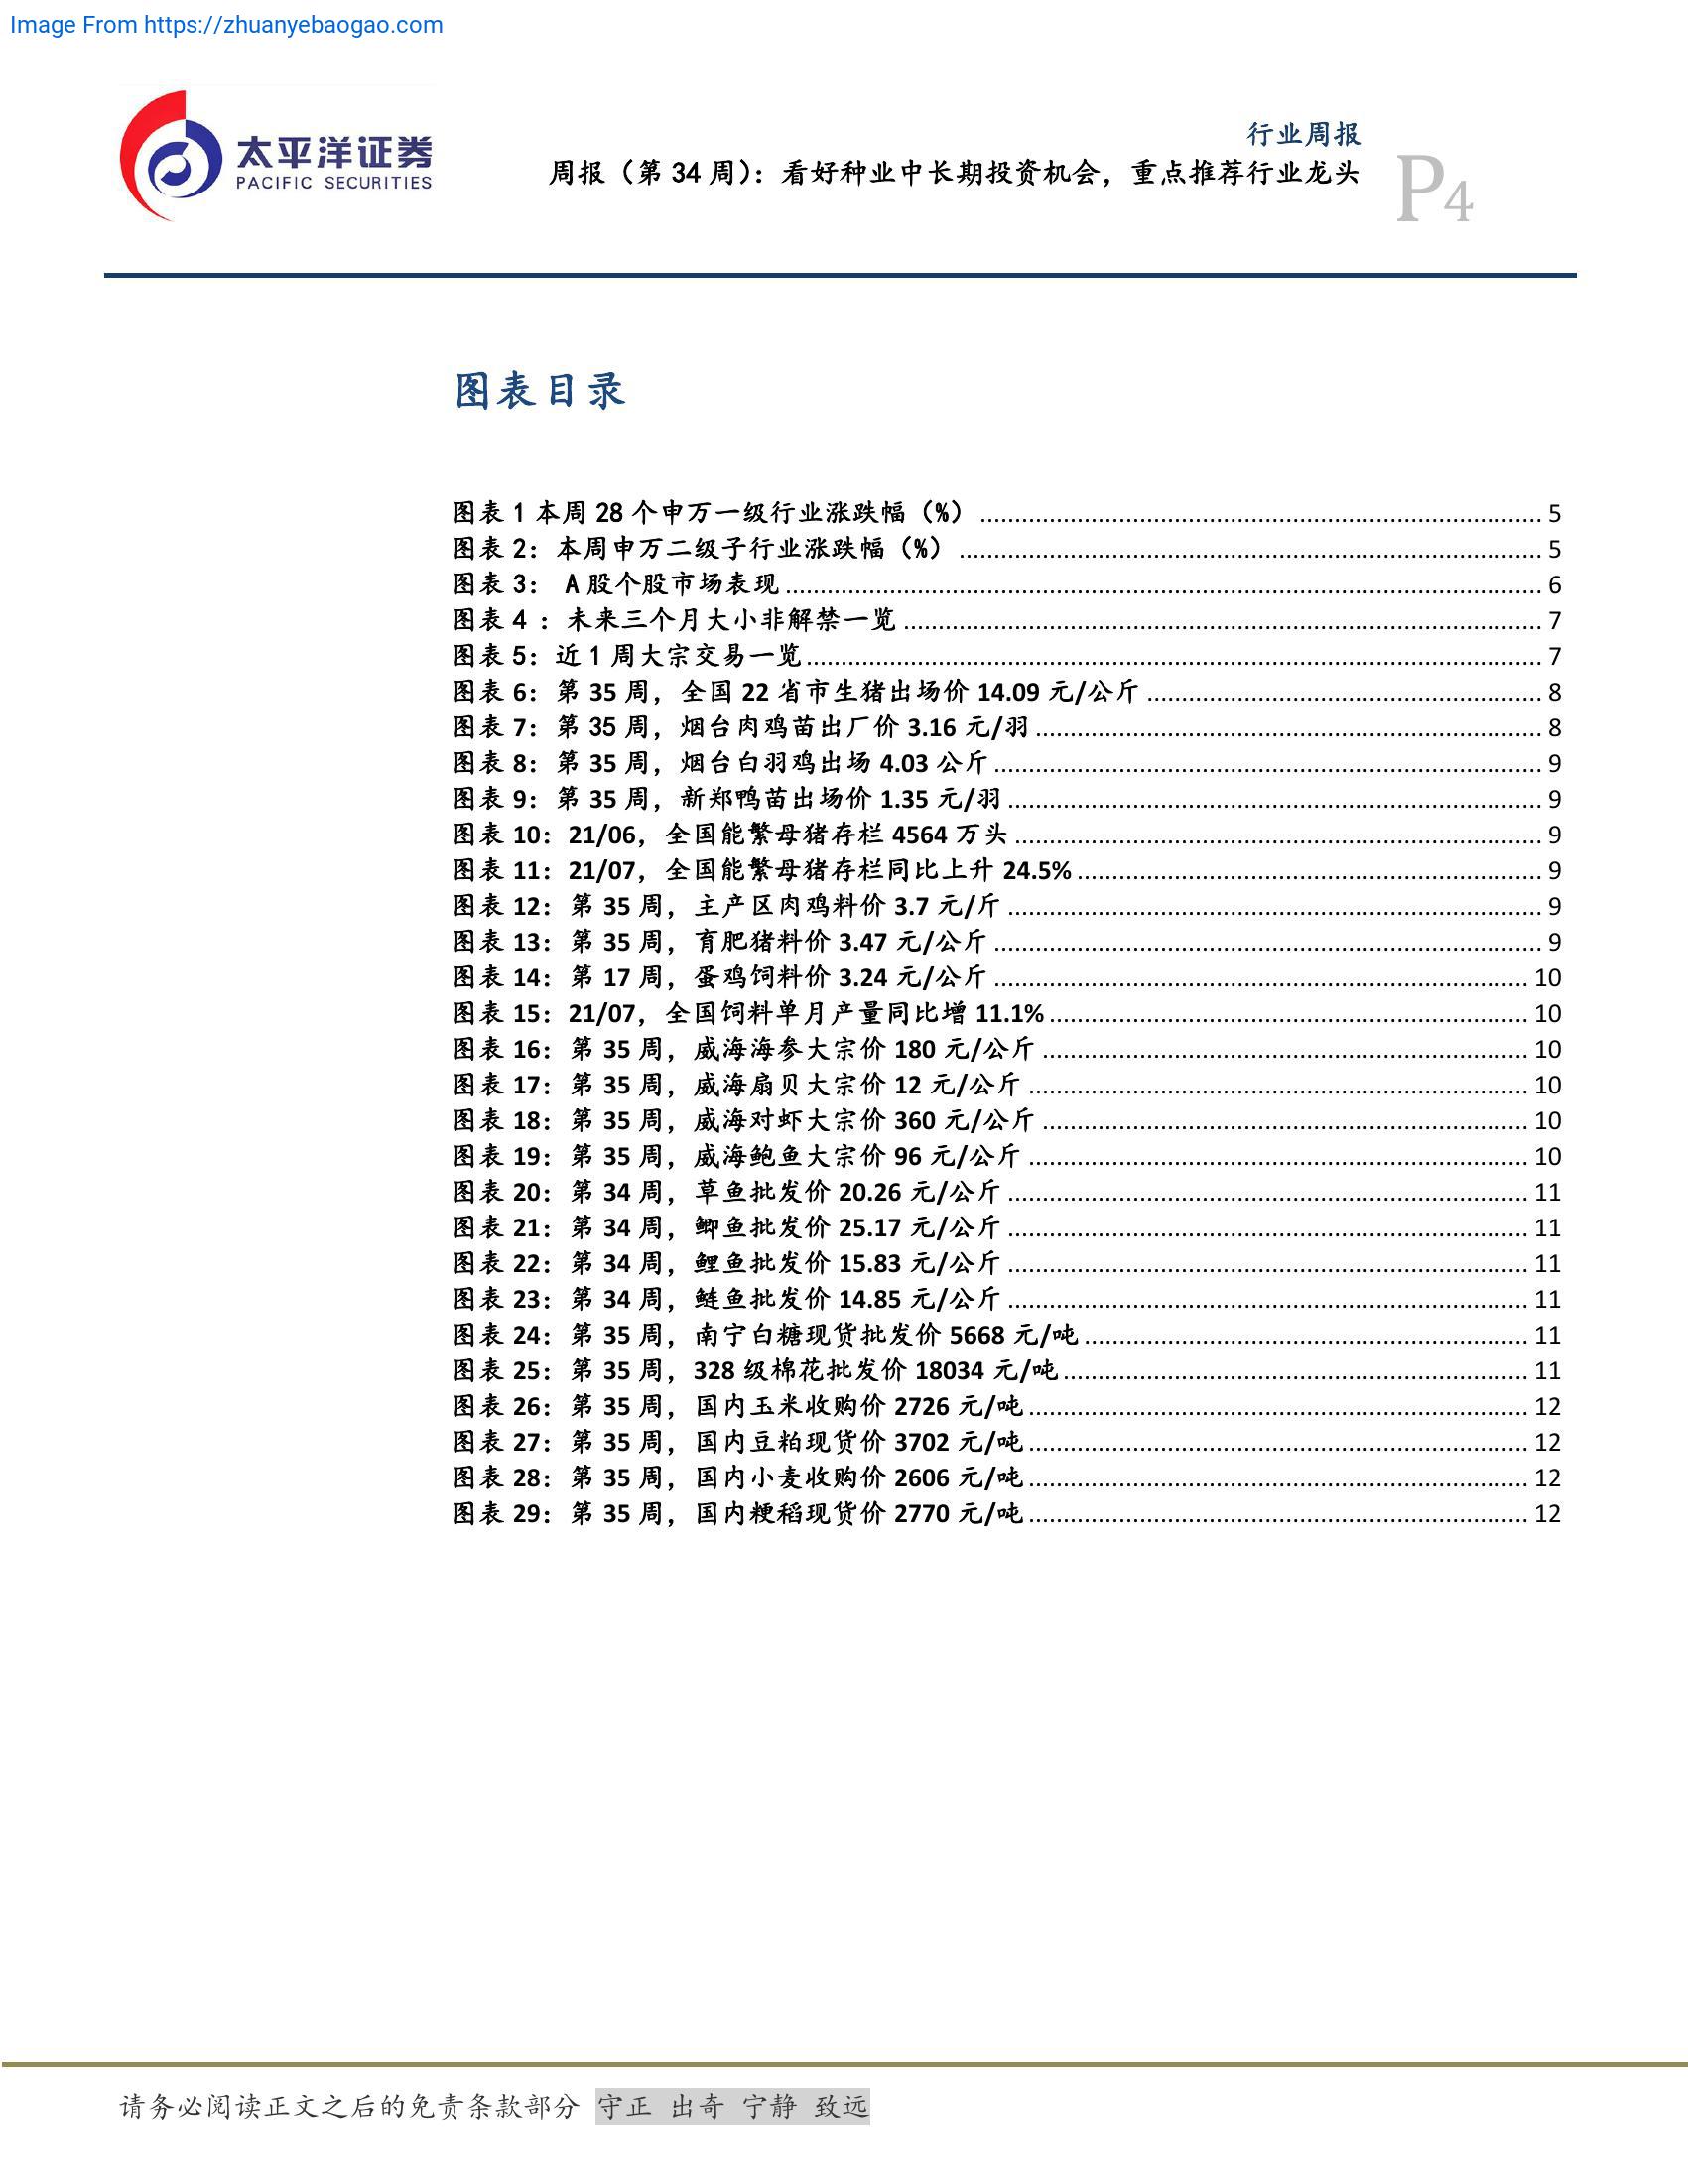 Image From https://zhuanyebaogao.com
太平洋证券
PACIFIC SECURITIES
行业周报
周报（第 34 周）：看好种业中长期投资机会，重点推荐行业龙头
P4
图表目录
图表 1 本周 28 个申万一级行业涨跌幅（%） 5
图表 2：本周申万二级子行业涨跌幅（%） 5
图表 3： A 股个股市场表现 6
图表 4 ：未来三个月大小非解禁一览 7
图表 5：近 1 周大宗交易一览 7
图表 6：第 35 周，全国 22 省市生猪出场价 14.09 元/公斤 8
图表 7：第 35 周，烟台肉鸡苗出厂价 3.16 元/羽 8
图表 8：第 35 周，烟台白羽鸡出场 4.03 公斤 9
图表 9：第 35 周，新郑鸭苗出场价 1.35 元/羽 9
图表 10：21/06，全国能繁母猪存栏 4564 万头 9
图表 11：21/07，全国能繁母猪存栏同比上升 24.5% 9
图表 12：第 35 周，主产区肉鸡料价 3.7 元/斤 9
图表 13：第 35 周，育肥猪料价 3.47 元/公斤 9
图表 14：第 17 周，蛋鸡饲料价 3.24 元/公斤 10
图表 15：21/07，全国饲料单月产量同比增 11.1% 10
图表 16：第 35 周，威海海参大宗价 180 元/公斤 10
图表 17：第 35 周，威海扇贝大宗价 12 元/公斤 10
图表 18：第 35 周，威海对虾大宗价 360 元/公斤 10
图表 19：第 35 周，威海鲍鱼大宗价 96 元/公斤 10
图表 20：第 34 周，草鱼批发价 20.26 元/公斤 11
图表 21：第 34 周，鲫鱼批发价 25.17 元/公斤 11
图表 22：第 34 周，鲤鱼批发价 15.83 元/公斤 11
图表 23：第 34 周，鲢鱼批发价 14.85 元/公斤 11
图表 24：第 35 周，南宁白糖现货批发价 5668 元/吨 11
图表 25：第 35 周，328 级棉花批发价 18034 元/吨 11
图表 26：第 35 周，国内玉米收购价 2726 元/吨 12
图表 27：第 35 周，国内豆粕现货价 3702 元/吨 12
图表 28：第 35 周，国内小麦收购价 2606 元/吨 12
图表 29：第 35 周，国内粳稻现货价 2770 元/吨 12
请务必阅读正文之后的免责条款部分 守正 出奇 宁静 致远